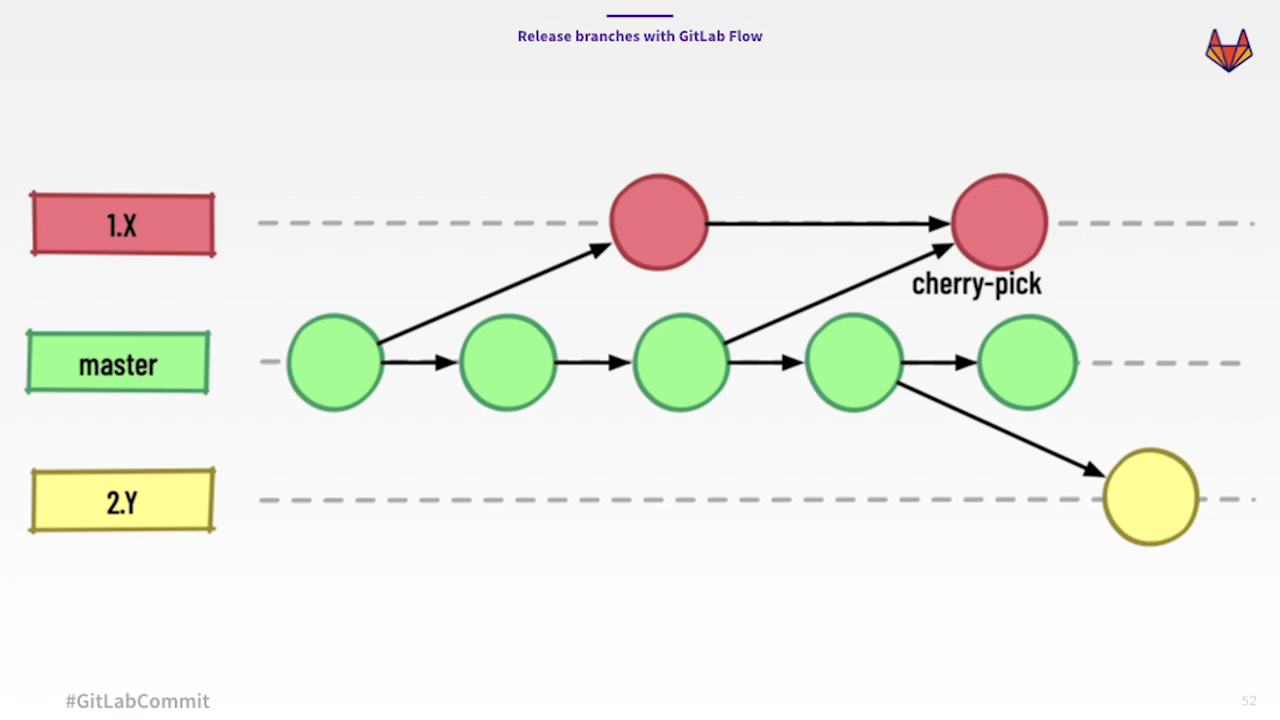 Release branches with GitLab Flow
1.X
cherry-pick
master
2.Y
#GitLabCommit
52